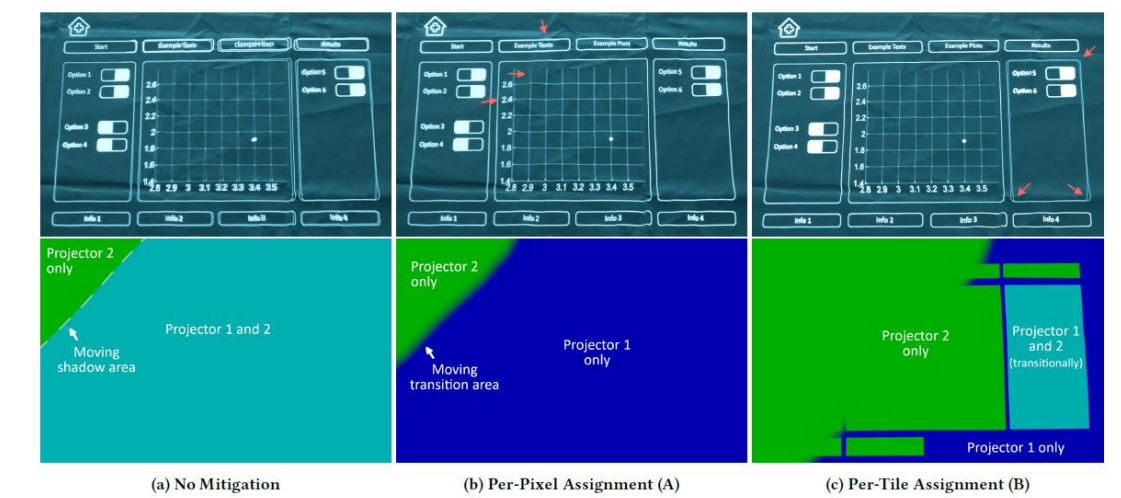 Start Example Texts Results
Option 1
Option 2
Option 3
Option 4
2.6
2.4
2.2
2
1.8
1.6
1.4
2.8 2.9 3 3.1 3.2 3.3 3.4 3.5
Option 5
Option 6
Info 1 Info 2 Info 3 Info 4
Start Example Texts Example Plots Results
Option 1
Option 2
Option 3
Option 4
2.6
2.4
2.2
2
1.8
1.6
1.4
2.8 2.9 3 3.1 3.2 3.3 3.4 3.5
Option 5
Option 6
Info 1 Info 2 Info 3 Info 4
Start Example Texts Example Plots Results
Option 1
Option 2
Option 3
Option 4
2.6
2.4
2.2
2
1.8
1.6
1.4
2.8 2.9 3 3.1 3.2 3.3 3.4 3.5
Option 5
Option 6
Info 1 Info 2 Info 3 Info 4
Projector 2
only
Projector 1 and 2
Moving
shadow area
Projector 2
only
Projector 1
only
Moving
transition area
Projector 2
only
Projector 1
and 2
(transitionally)
Projector 1 only
(a) No Mitigation
(b) Per-Pixel Assignment (A)
(c) Per-Tile Assignment (B)